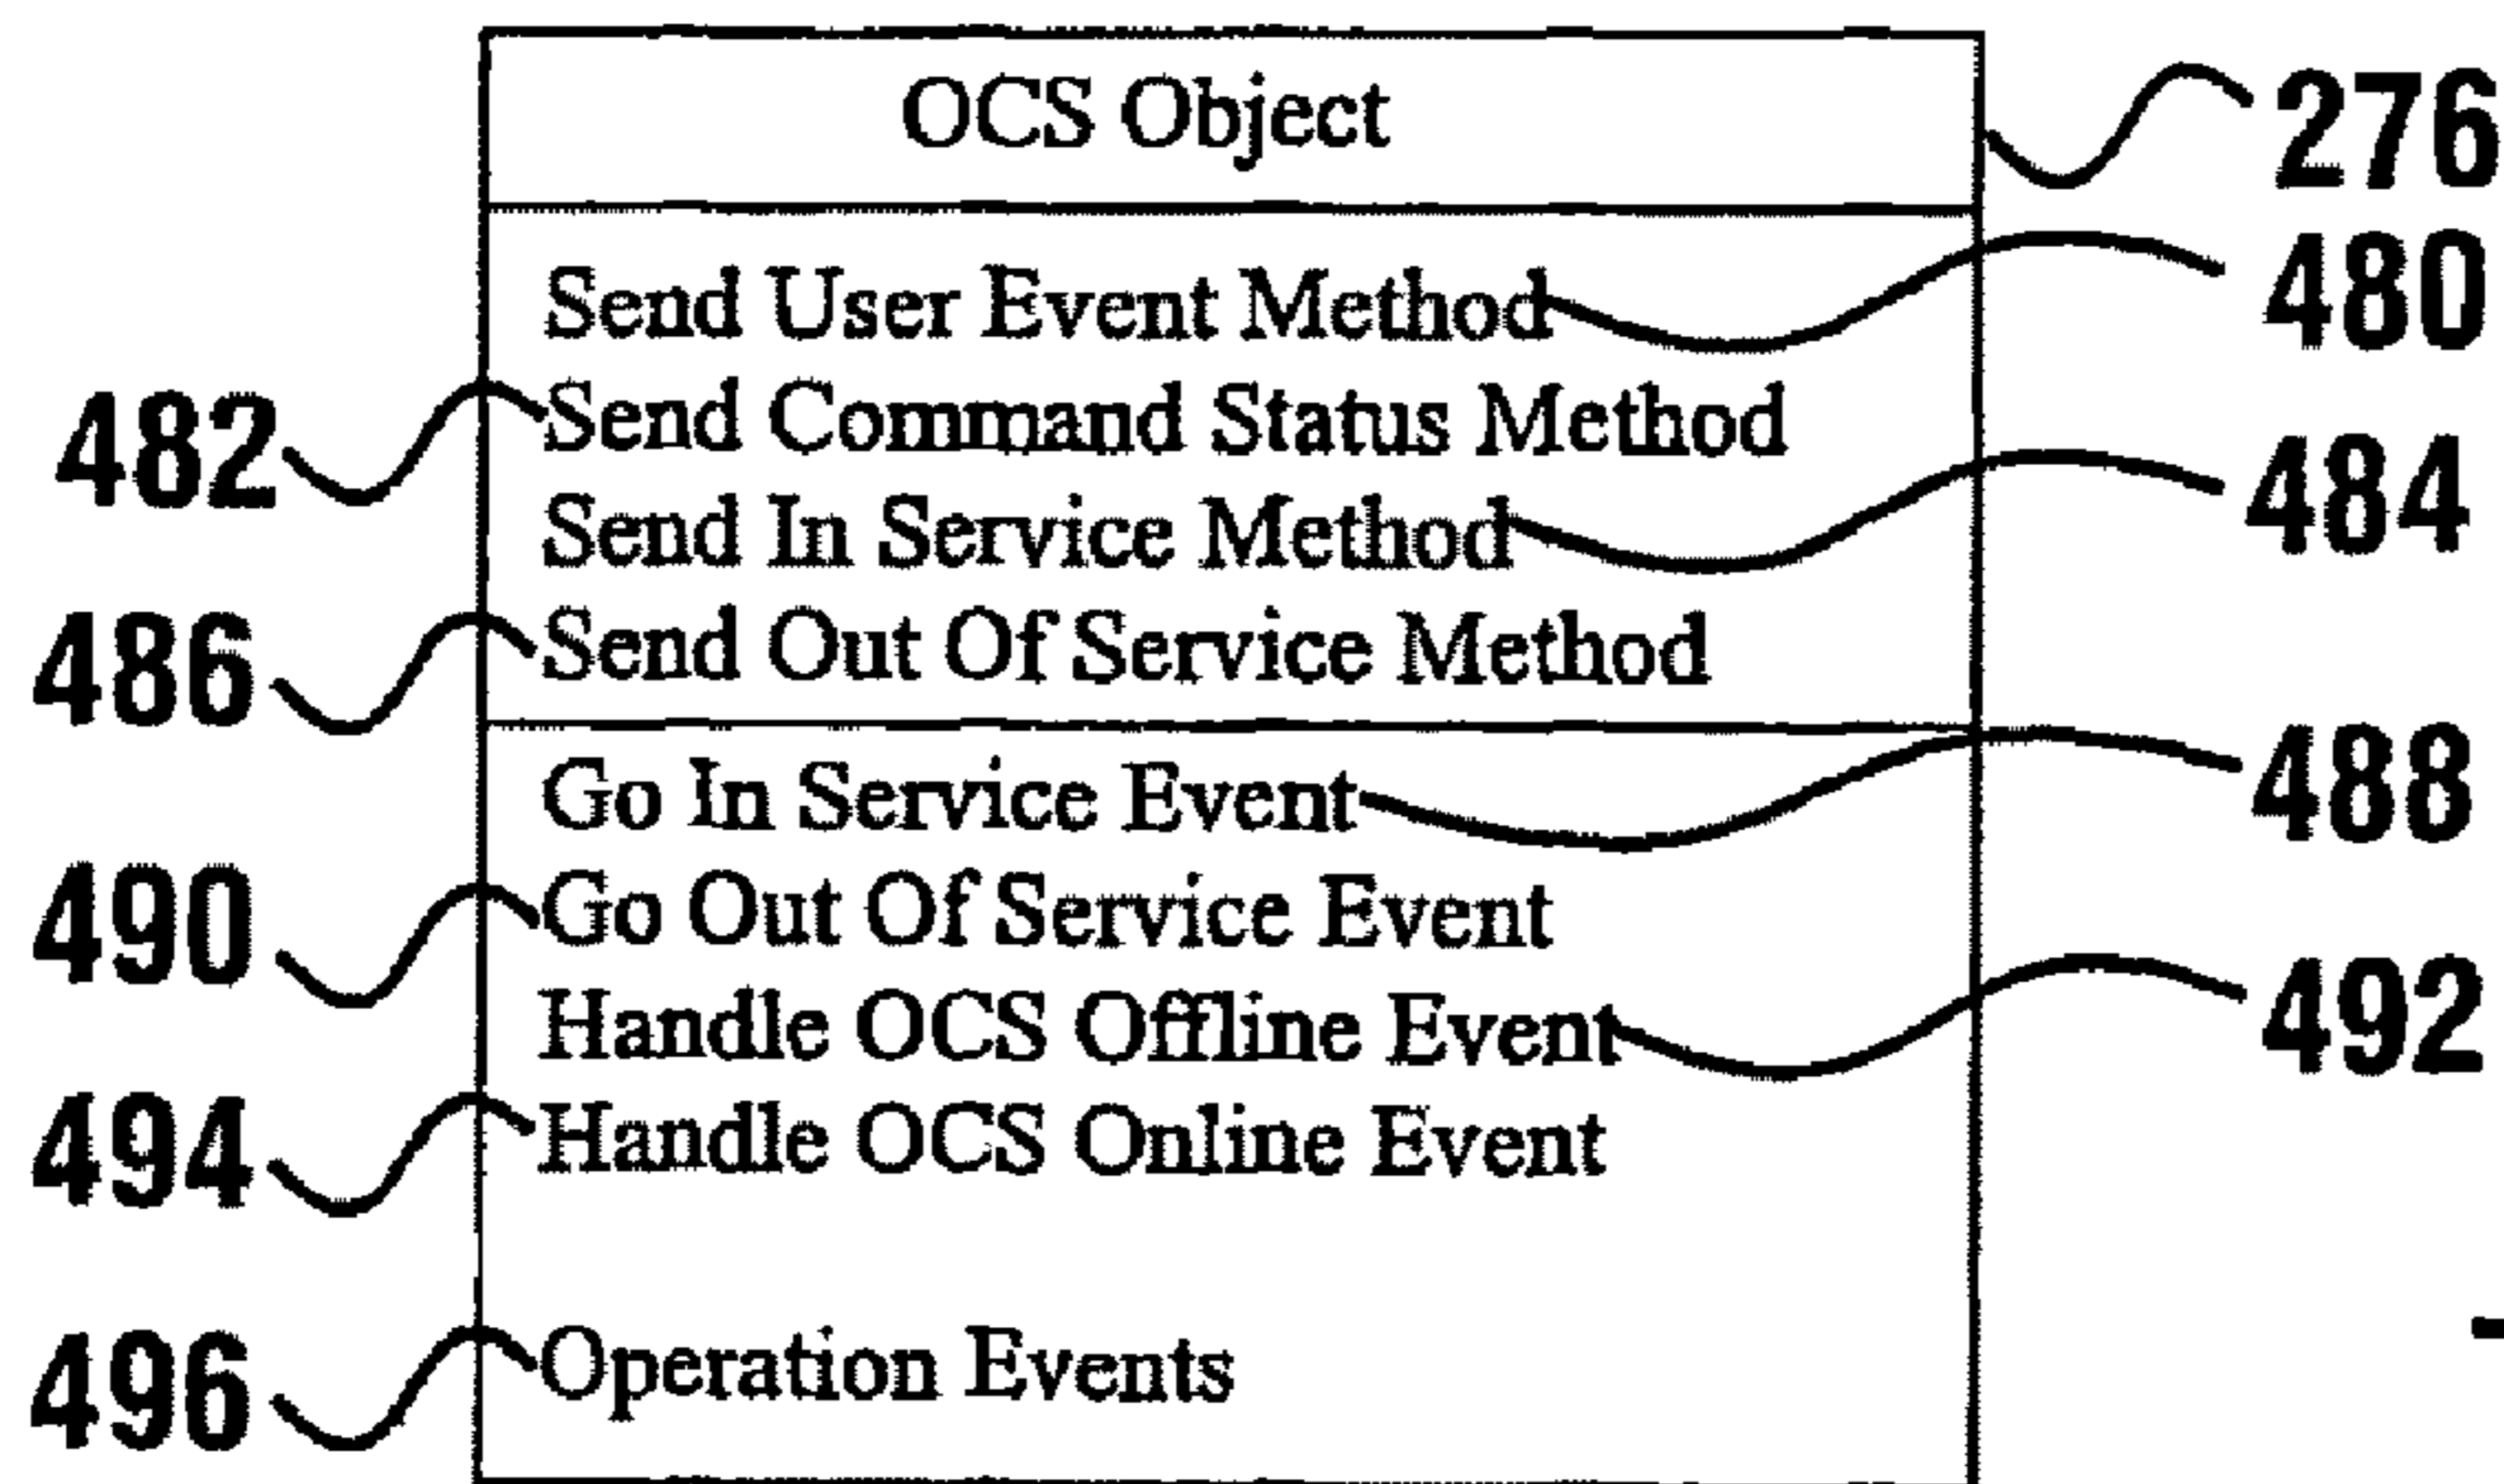 OCS Object 276
Send User Event Method 480
482 Send Command Status Method
Send In Service Method 484
486 Send Out Of Service Method
Go In Service Event 488
490 Go Out Of Service Event
Handle OCS Offline Event 492
494 Handle OCS Online Event
496 Operation Events